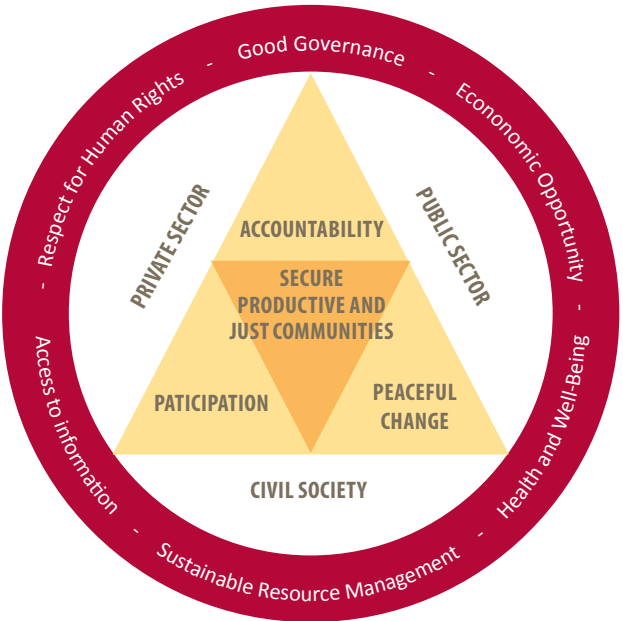 Good Governance - Econonomic Opportunity - Health and Well-Being - Sustainable Resource Management - Access to information - Respect for Human Rights -
PRIVATE SECTOR
PUBLIC SECTOR
ACCOUNTABILITY
SECURE
PRODUCTIVE AND
JUST COMMUNITIES
PATICIPATION
PEACEFUL
CHANGE
CIVIL SOCIETY